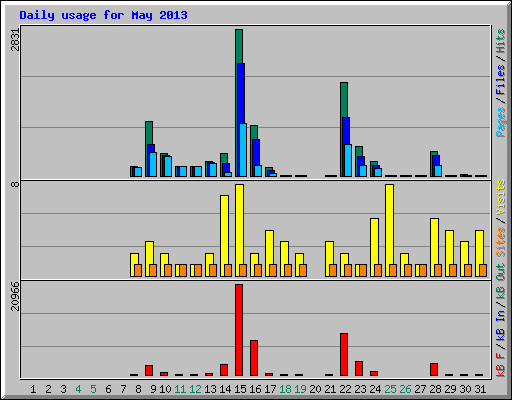 Daily usage for May 2013
2831
Pages / Files / Hits
8
Sites / Visits
20966
kB F / kB In / kB Out
1 2 3 4 5 6 7 8 9 10 11 12 13 14 15 16 17 18 19 20 21 22 23 24 25 26 27 28 29 30 31